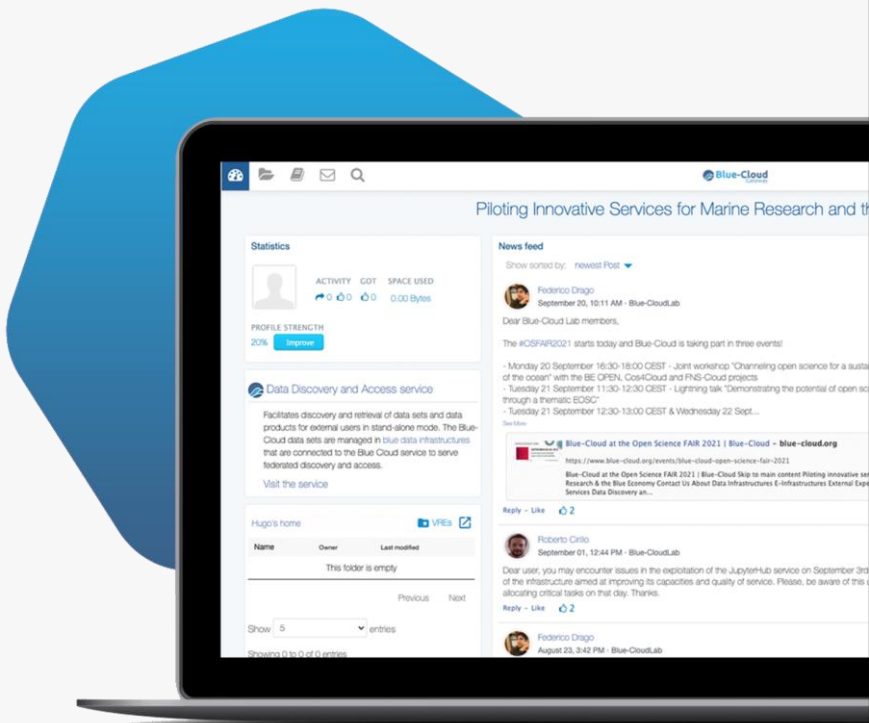 Blue-Cloud
Gateway
Piloting Innovative Services for Marine Research and th
Statistics
ACTIVITY GOT SPACE USED
0 0 0 0.00 Bytes
PROFILE STRENGTH
20% Improve
Data Discovery and Access service
Facilitates discovery and retrieval of data sets and data
products for external users in stand-alone mode. The Blue-
Cloud data sets are managed in blue data infrastructures
that are connected to the Blue Cloud service to serve
federated discovery and access.
Visit the service
Hugo's home VREs
Name Owner Last modified
This folder is empty
Previous Next
Show 5 entries
Showing 0 to 0 of 0 entries
News feed
Show sorted by: newest Post
Federico Drago
September 20, 10:11 AM - Blue-CloudLab
Dear Blue-Cloud Lab members,
The #OSFAIR2021 starts today and Blue-Cloud is taking part in three events!
- Monday 20 September 16:30-18:00 CEST - Joint workshop "Channeling open science for a susta
of the ocean" with the BE OPEN, Cos4Cloud and FNS-Cloud projects
- Tuesday 21 September 11:30-12:30 CEST - Lightning talk "Demonstrating the potential of open sc
through a thematic EOSC"
- Tuesday 21 September 12:30-13:00 CEST & Wednesday 22 Sept...
See More
Blue-Cloud at the Open Science FAIR 2021 | Blue-Cloud - blue-cloud.org
https://www.blue-cloud.org/events/blue-cloud-open-science-fair-2021
Blue-Cloud at the Open Science FAIR 2021 | Blue-Cloud Skip to main content Piloting innovative ser
Research & the Blue Economy Contact Us About Data Infrastructures E-Infrastructures External Expe
Services Data Discovery an...
Reply - Like 2
Roberto Cirillo
September 01, 12:44 PM - Blue-CloudLab
Dear user, you may encounter issues in the exploitation of the JupyterHub service on September 3rd
of the infrastructure aimed at improving its capacities and quality of service. Please, be aware of this
allocating critical tasks on that day. Thanks.
Reply - Like 2
Federico Drago
August 23, 3:42 PM - Blue-CloudLab